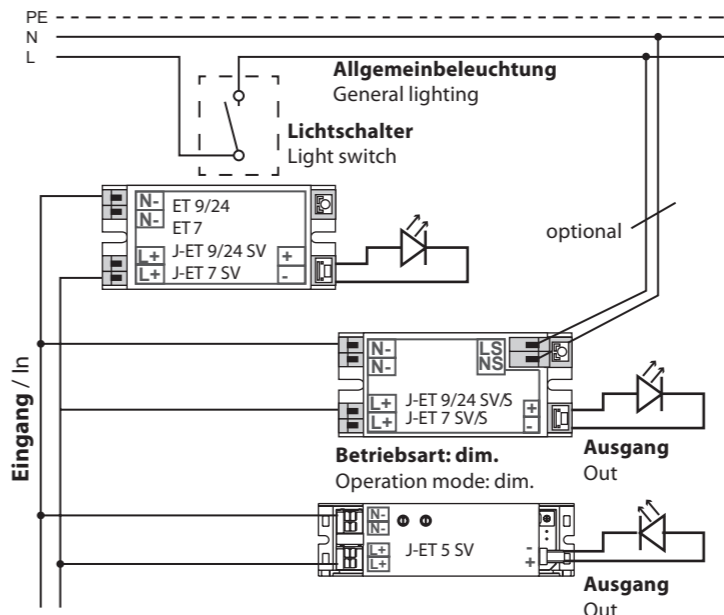 PE
N
L
Allgemeinbeleuchtung
General lighting
Lichtschalter
Light switch
N-
N-
L+
L+
ET 9/24
ET 7
J-ET 9/24 SV
J-ET 7 SV
+
-
optional
N-
N-
LS
NS
L+
L+
J-ET 9/24 SV/S
J-ET 7 SV/S
+
-
Eingang / In
Betriebsart: dim.
Operation mode: dim.
Ausgang
Out
N-
N-
L+
L+
J-ET 5 SV
-
+
Ausgang
Out